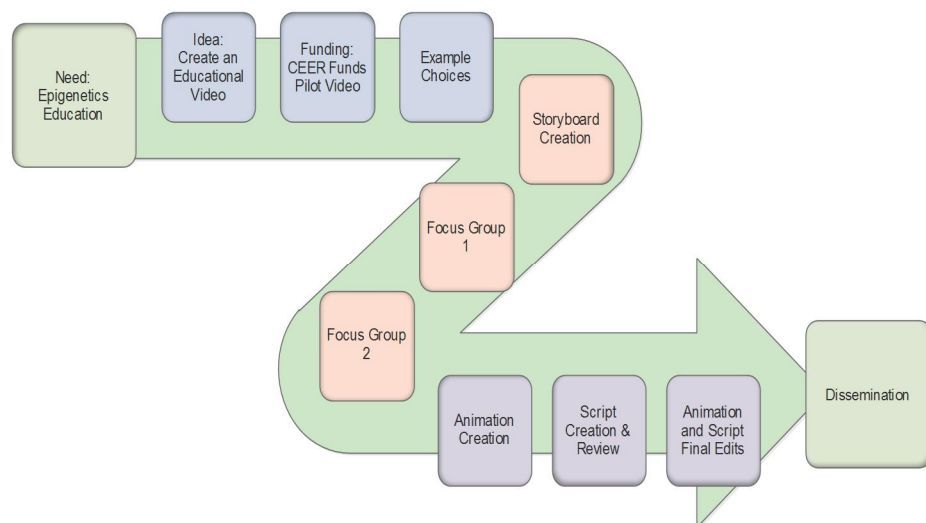 Need:
Epigenetics
Education
Idea:
Create an
Educational
Video
Funding:
CEER Funds
Pilot Video
Example
Choices
Storyboard
Creation
Focus Group
1
Focus Group
2
Animation
Creation
Script
Creation &
Review
Animation
and Script
Final Edits
Dissemination